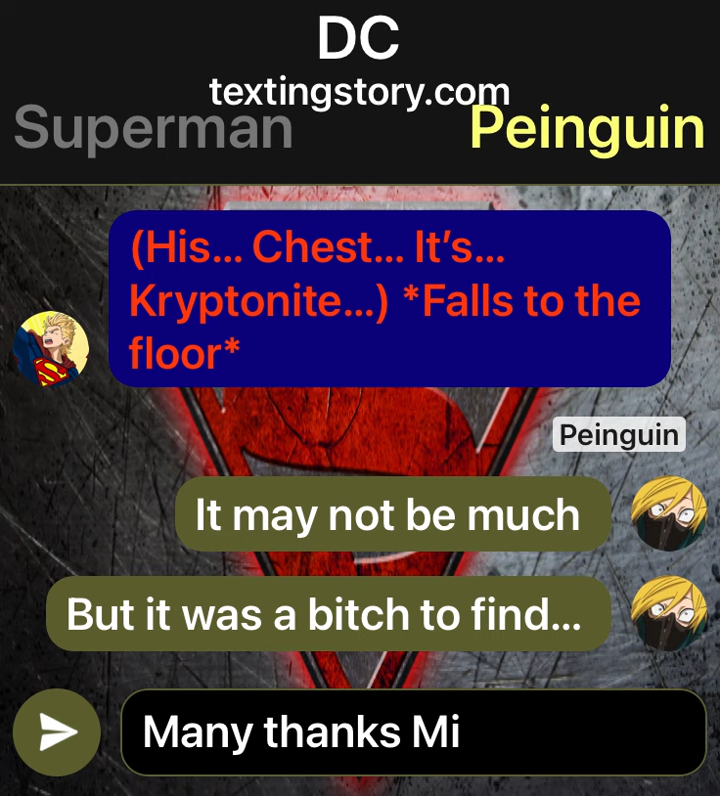 DC
textingstory.com
Superman
Peinguin
(His... Chest... It’s...
Kryptonite...) *Falls to the
floor*
Peinguin
It may not be much
But it was a bitch to find...
Many thanks Mi